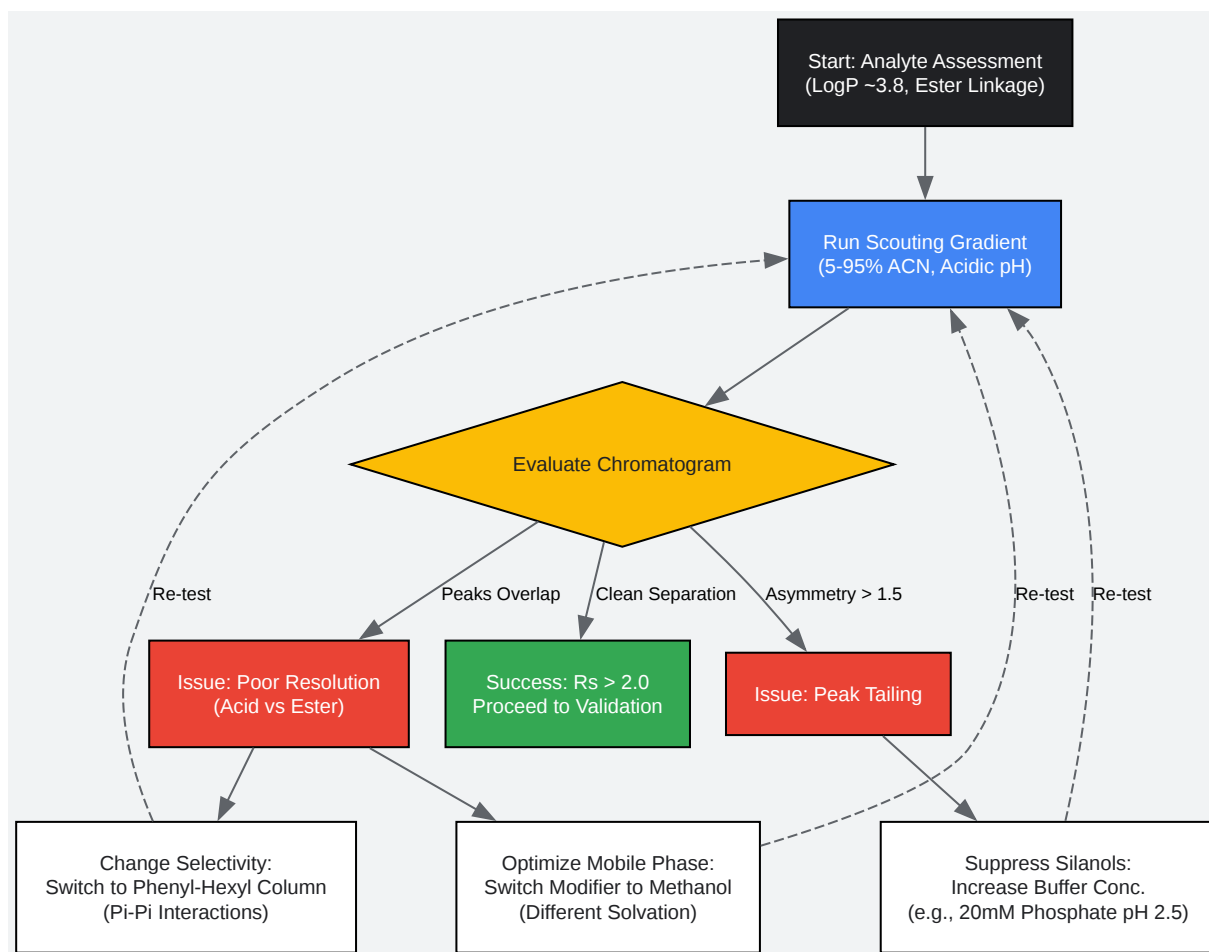 Start: Analyte Assessment
(LogP ~3.8, Ester Linkage)
Run Scouting Gradient
(5-95% ACN, Acidic pH)
Evaluate Chromatogram
Re-test
Peaks Overlap
Clean Separation
Asymmetry > 1.5
Re-test
Re-test
Issue: Poor Resolution
(Acid vs Ester)
Success: Rs > 2.0
Proceed to Validation
Issue: Peak Tailing
Change Selectivity:
Switch to Phenyl-Hexyl Column
(Pi-Pi Interactions)
Optimize Mobile Phase:
Switch Modifier to Methanol
(Different Solvation)
Suppress Silanols:
Increase Buffer Conc.
(e.g., 20mM Phosphate pH 2.5)